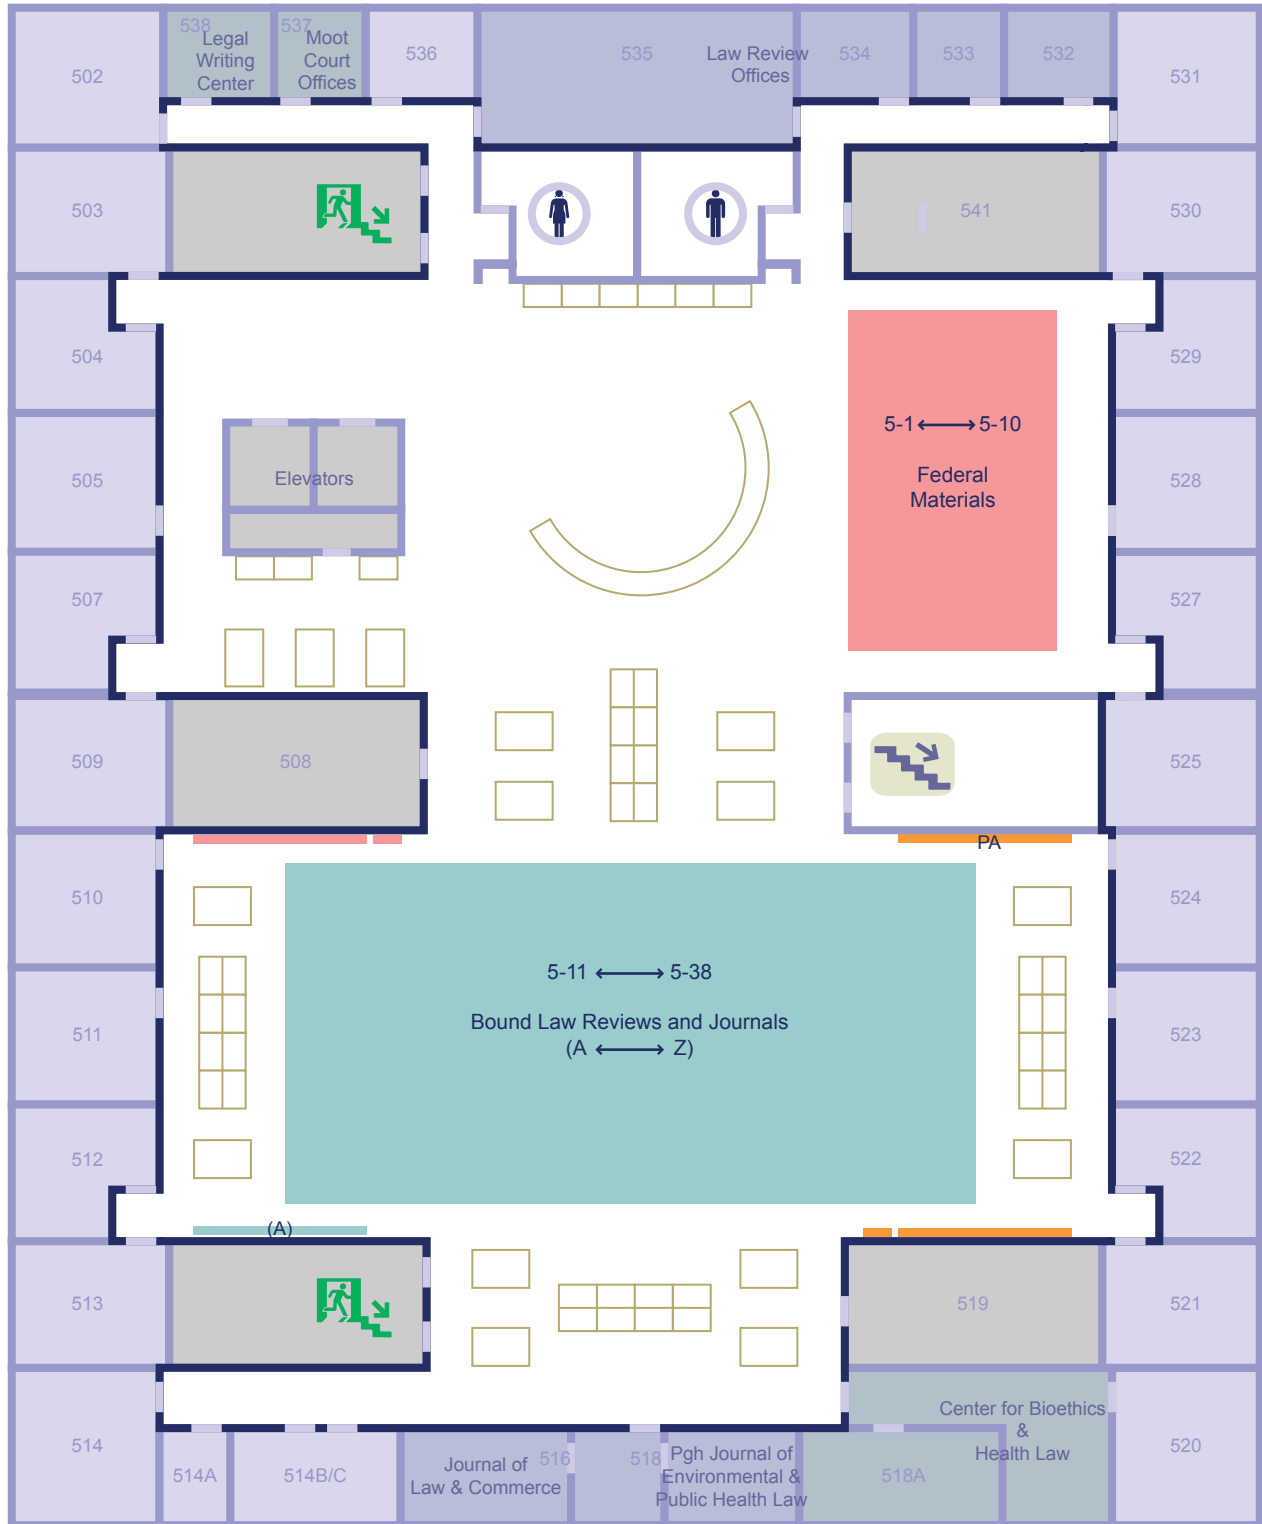 538
537
Legal
Writing
Center
Moot
Court
Offices
536
535
Law Review
Offices
534
533
532
502
531
503
541
530
504
529
5-1 ⟷ 5-10
Federal
Materials
505
Elevators
528
507
527
509
508
525
PA
510
524
5-11 ⟷ 5-38
Bound Law Reviews and Journals
(A ⟷ Z)
511
523
512
522
(A)
513
519
521
514
514A
514B/C
Journal of
Law & Commerce
516
518
Pgh Journal of
Environmental &
Public Health Law
518A
Center for Bioethics
&
Health Law
520